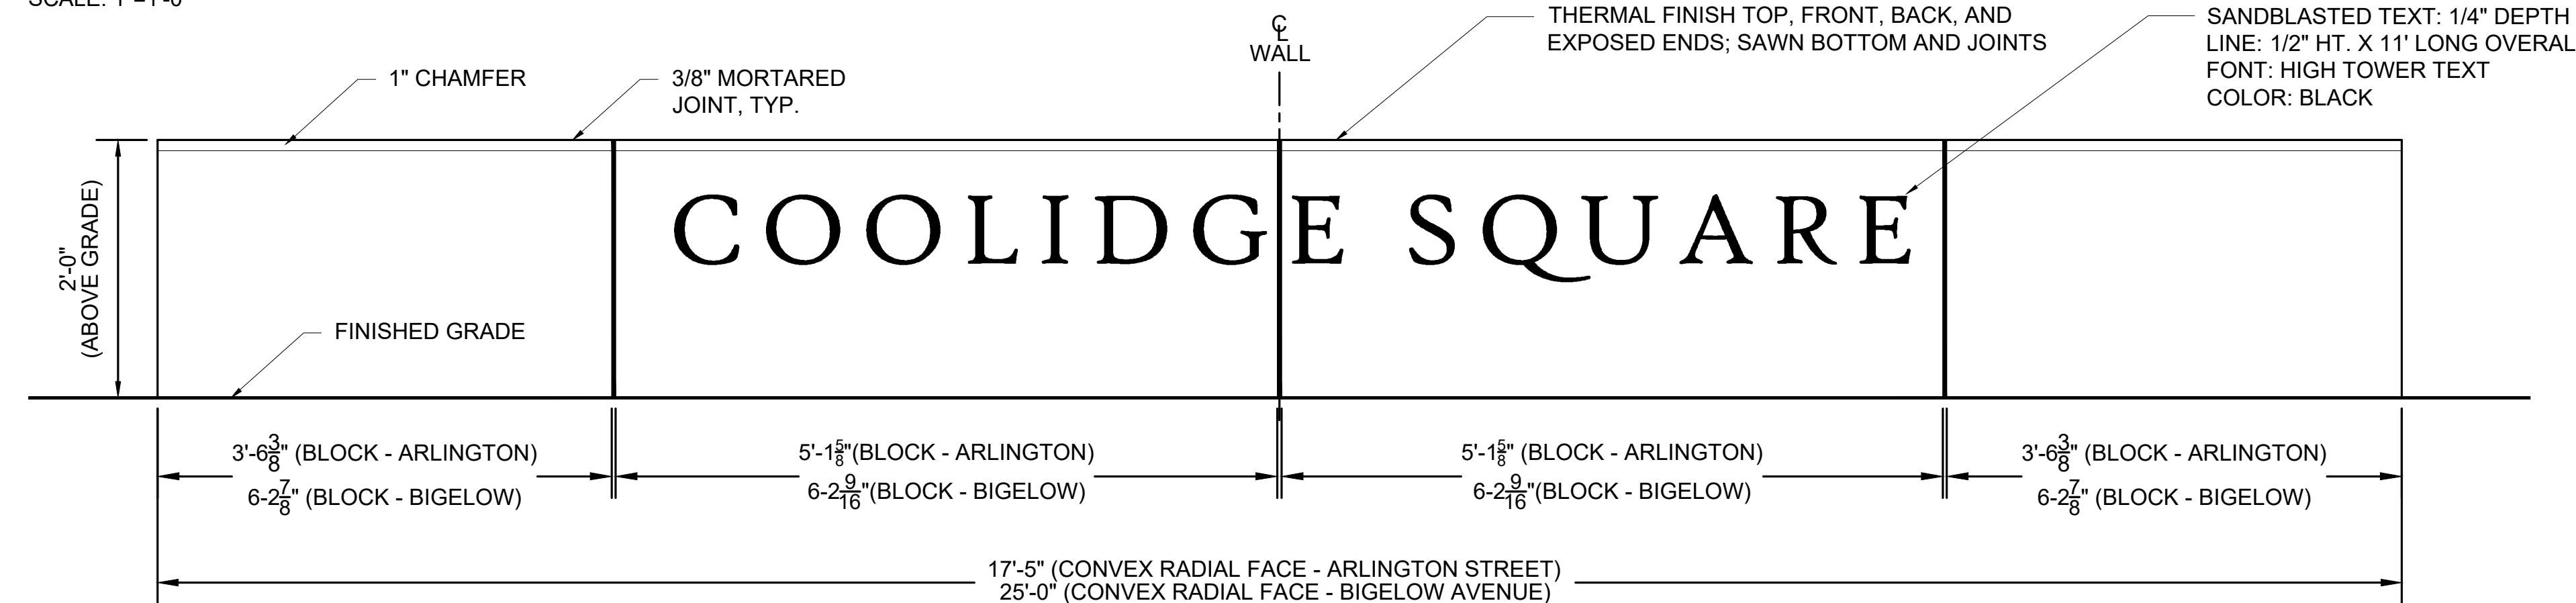 SCALE: 1"=1'-0"
℄
WALL
THERMAL FINISH TOP, FRONT, BACK, AND
EXPOSED ENDS; SAWN BOTTOM AND JOINTS
SANDBLASTED TEXT: 1/4" DEPTH
LINE: 1/2" HT. X 11' LONG OVERAL
FONT: HIGH TOWER TEXT
COLOR: BLACK
1" CHAMFER
3/8" MORTARED
JOINT, TYP.
2'-0"
(ABOVE GRADE)
COOLIDGE SQUARE
FINISHED GRADE
3'-6 3/8" (BLOCK - ARLINGTON)
6-2 7/8" (BLOCK - BIGELOW)
5'-1 5/8"(BLOCK - ARLINGTON)
6-2 9/16"(BLOCK - BIGELOW)
5'-1 5/8" (BLOCK - ARLINGTON)
6-2 9/16"(BLOCK - BIGELOW)
3'-6 3/8" (BLOCK - ARLINGTON)
6-2 7/8" (BLOCK - BIGELOW)
17'-5" (CONVEX RADIAL FACE - ARLINGTON STREET)
25'-0" (CONVEX RADIAL FACE - BIGELOW AVENUE)